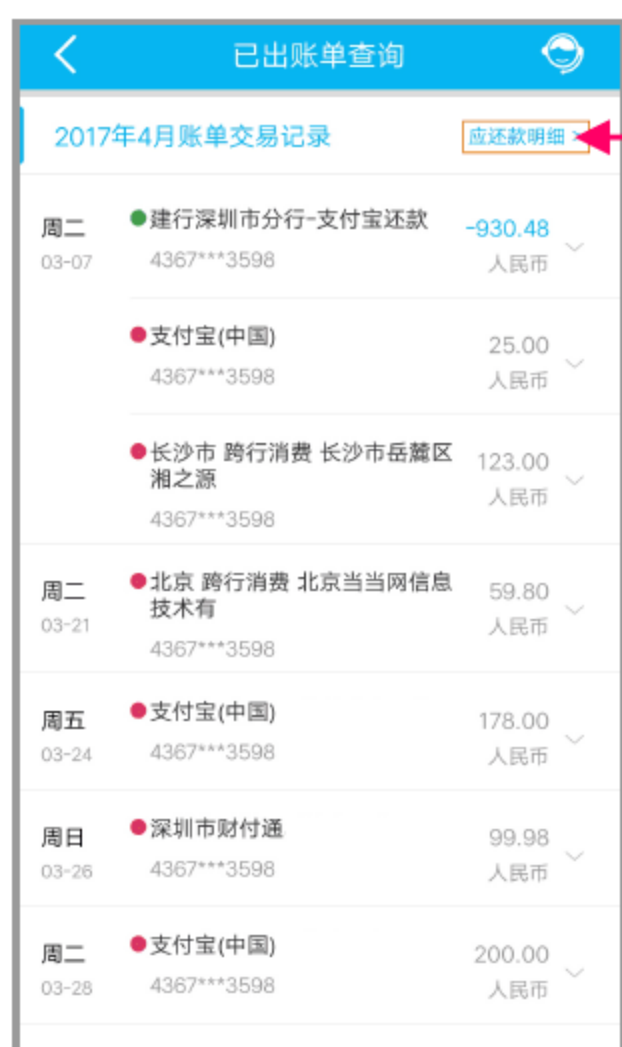 已出账单查询
2017年4月账单交易记录
应还款明细 >
周二
03-07
建行深圳市分行-支付宝还款
4367***3598
-930.48
人民币
支付宝(中国)
4367***3598
25.00
人民币
长沙市 跨行消费 长沙市岳麓区
湘之源
4367***3598
123.00
人民币
周二
03-21
北京 跨行消费 北京当当网信息
技术有
4367***3598
59.80
人民币
周五
03-24
支付宝(中国)
4367***3598
178.00
人民币
周日
03-26
深圳市财付通
4367***3598
99.98
人民币
周二
03-28
支付宝(中国)
4367***3598
200.00
人民币